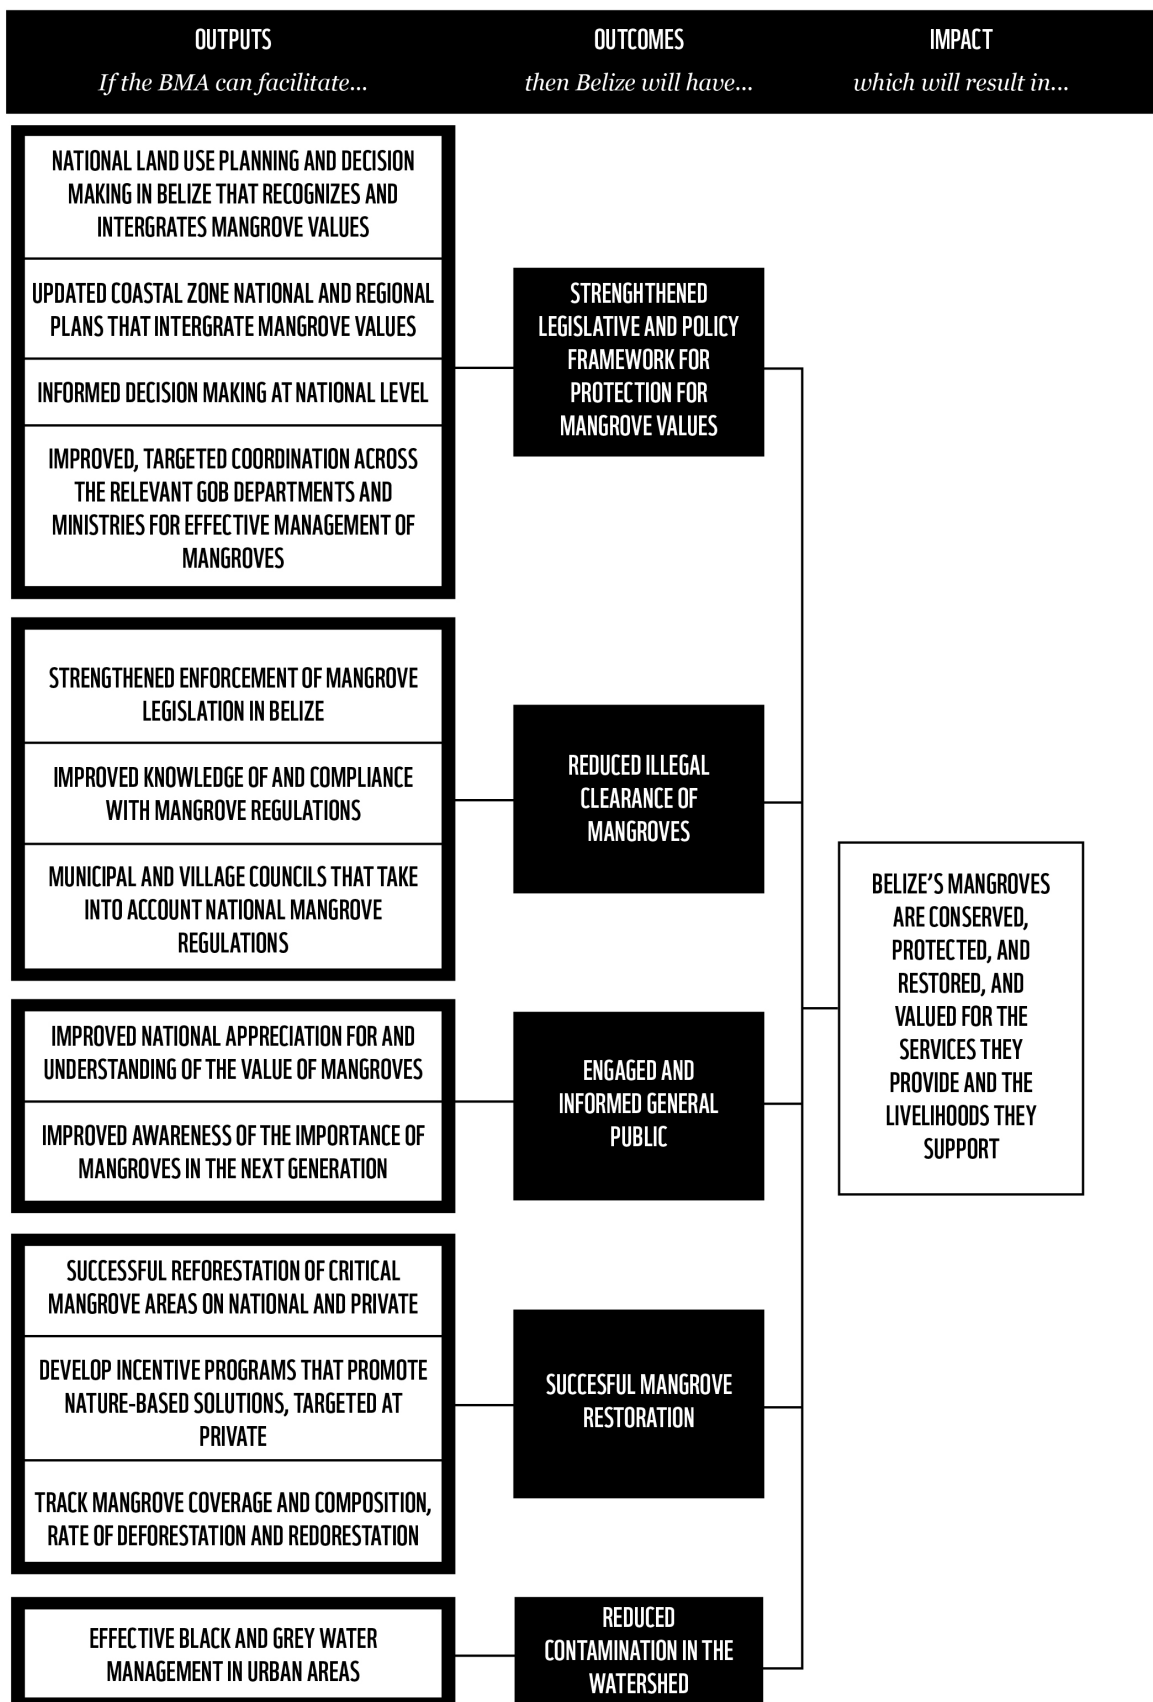 OUTPUTS
If the BMA can facilitate...
OUTCOMES
then Belize will have...
IMPACT
which will result in...
NATIONAL LAND USE PLANNING AND DECISION
MAKING IN BELIZE THAT RECOGNIZES AND
INTERGRATES MANGROVE VALUES
UPDATED COASTAL ZONE NATIONAL AND REGIONAL
PLANS THAT INTERGRATE MANGROVE VALUES
INFORMED DECISION MAKING AT NATIONAL LEVEL
IMPROVED, TARGETED COORDINATION ACROSS
THE RELEVANT GOB DEPARTMENTS AND
MINISTRIES FOR EFFECTIVE MANAGEMENT OF
MANGROVES
STRENGHTHENED
LEGISLATIVE AND POLICY
FRAMEWORK FOR
PROTECTION FOR
MANGROVE VALUES
STRENGTHENED ENFORCEMENT OF MANGROVE
LEGISLATION IN BELIZE
IMPROVED KNOWLEDGE OF AND COMPLIANCE
WITH MANGROVE REGULATIONS
MUNICIPAL AND VILLAGE COUNCILS THAT TAKE
INTO ACCOUNT NATIONAL MANGROVE
REGULATIONS
REDUCED ILLEGAL
CLEARANCE OF
MANGROVES
IMPROVED NATIONAL APPRECIATION FOR AND
UNDERSTANDING OF THE VALUE OF MANGROVES
IMPROVED AWARENESS OF THE IMPORTANCE OF
MANGROVES IN THE NEXT GENERATION
ENGAGED AND
INFORMED GENERAL
PUBLIC
SUCCESSFUL REFORESTATION OF CRITICAL
MANGROVE AREAS ON NATIONAL AND PRIVATE
DEVELOP INCENTIVE PROGRAMS THAT PROMOTE
NATURE-BASED SOLUTIONS, TARGETED AT
PRIVATE
TRACK MANGROVE COVERAGE AND COMPOSITION,
RATE OF DEFORESTATION AND REDORESTATION
SUCCESFUL MANGROVE
RESTORATION
EFFECTIVE BLACK AND GREY WATER
MANAGEMENT IN URBAN AREAS
REDUCED
CONTAMINATION IN THE
WATERSHED
BELIZE'S MANGROVES
ARE CONSERVED,
PROTECTED, AND
RESTORED, AND
VALUED FOR THE
SERVICES THEY
PROVIDE AND THE
LIVELIHOODS THEY
SUPPORT